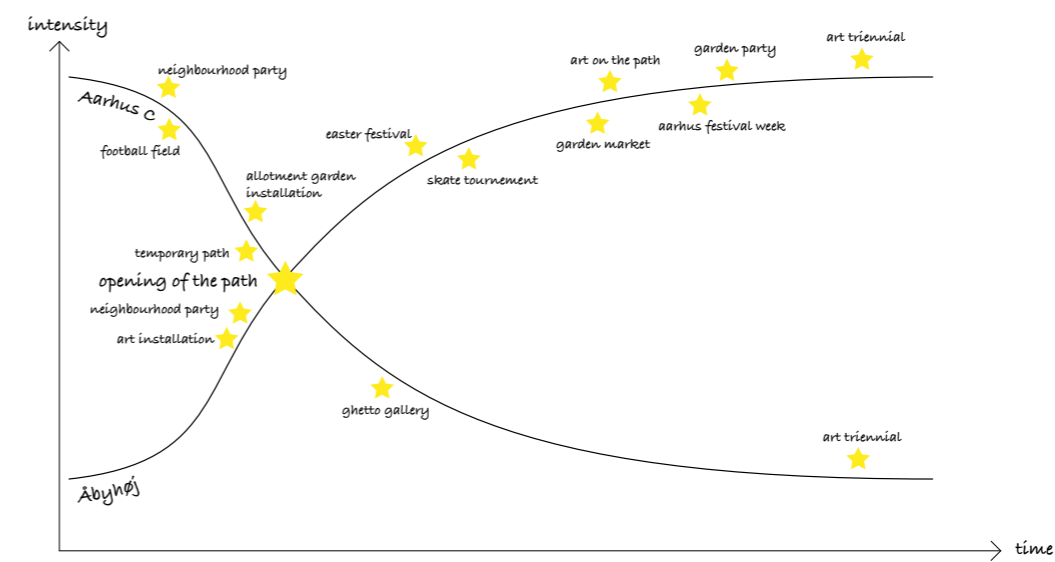 intensity
neighbourhood party
Aarhus C
football field
allotment garden
installation
temporary path
opening of the path
neighbourhood party
art installation
Åbyhøj
easter festival
skate tournement
ghetto gallery
art on the path
garden market
garden party
aarhus festival week
art triennial
art triennial
time